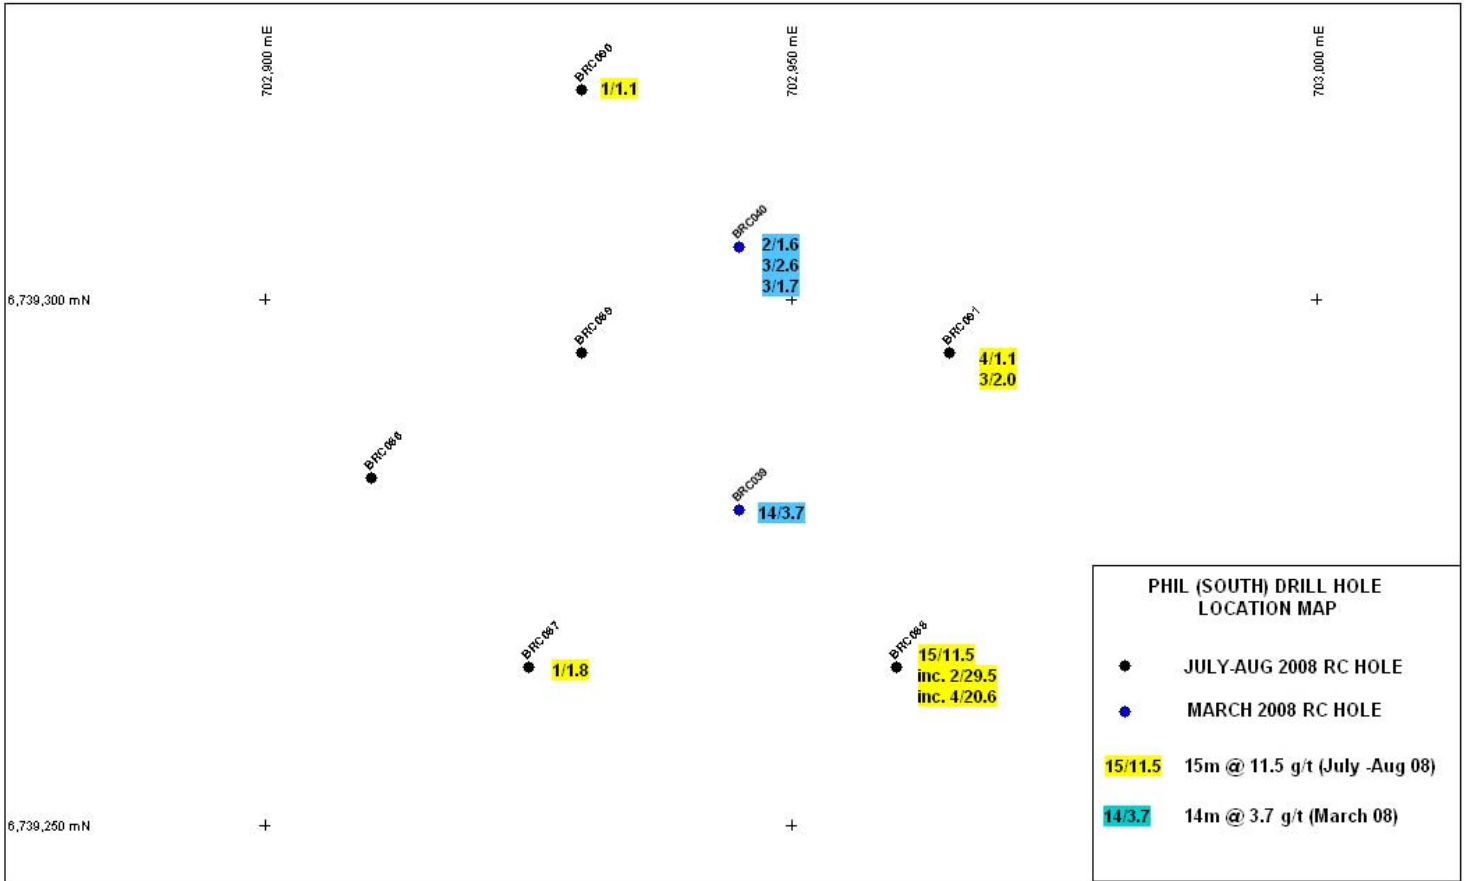 702,900 mE
702,950 mE
703,000 mE
BRC090
1/1.1
BRC040
2/1.6
3/2.6
3/1.7
6,739,300 mN
BRC089
BRC091
4/1.1
3/2.0
BRC086
BRC039
14/3.7
BRC087
1/1.8
BRC088
15/11.5
inc. 2/29.5
inc. 4/20.6
6,739,250 mN
PHIL (SOUTH) DRILL HOLE
LOCATION MAP
JULY-AUG 2008 RC HOLE
MARCH 2008 RC HOLE
15/11.5 15m @ 11.5 g/t (July -Aug 08)
14/3.7 14m @ 3.7 g/t (March 08)